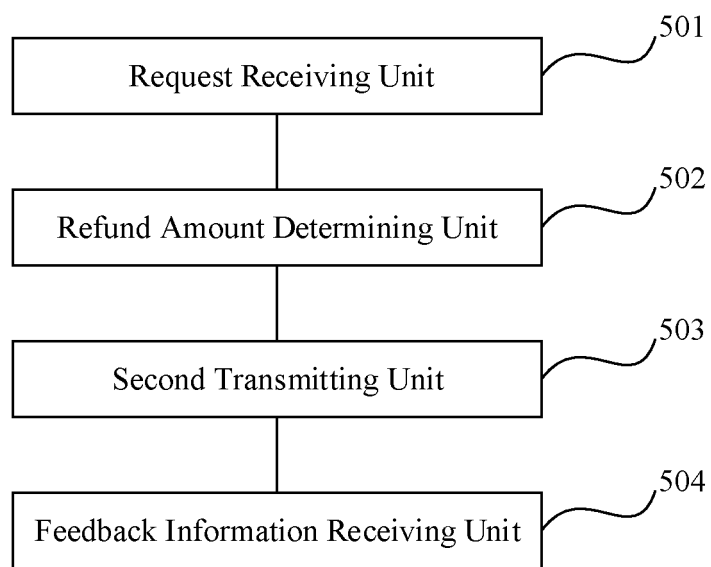 501
Request Receiving Unit
502
Refund Amount Determining Unit
503
Second Transmitting Unit
504
Feedback Information Receiving Unit